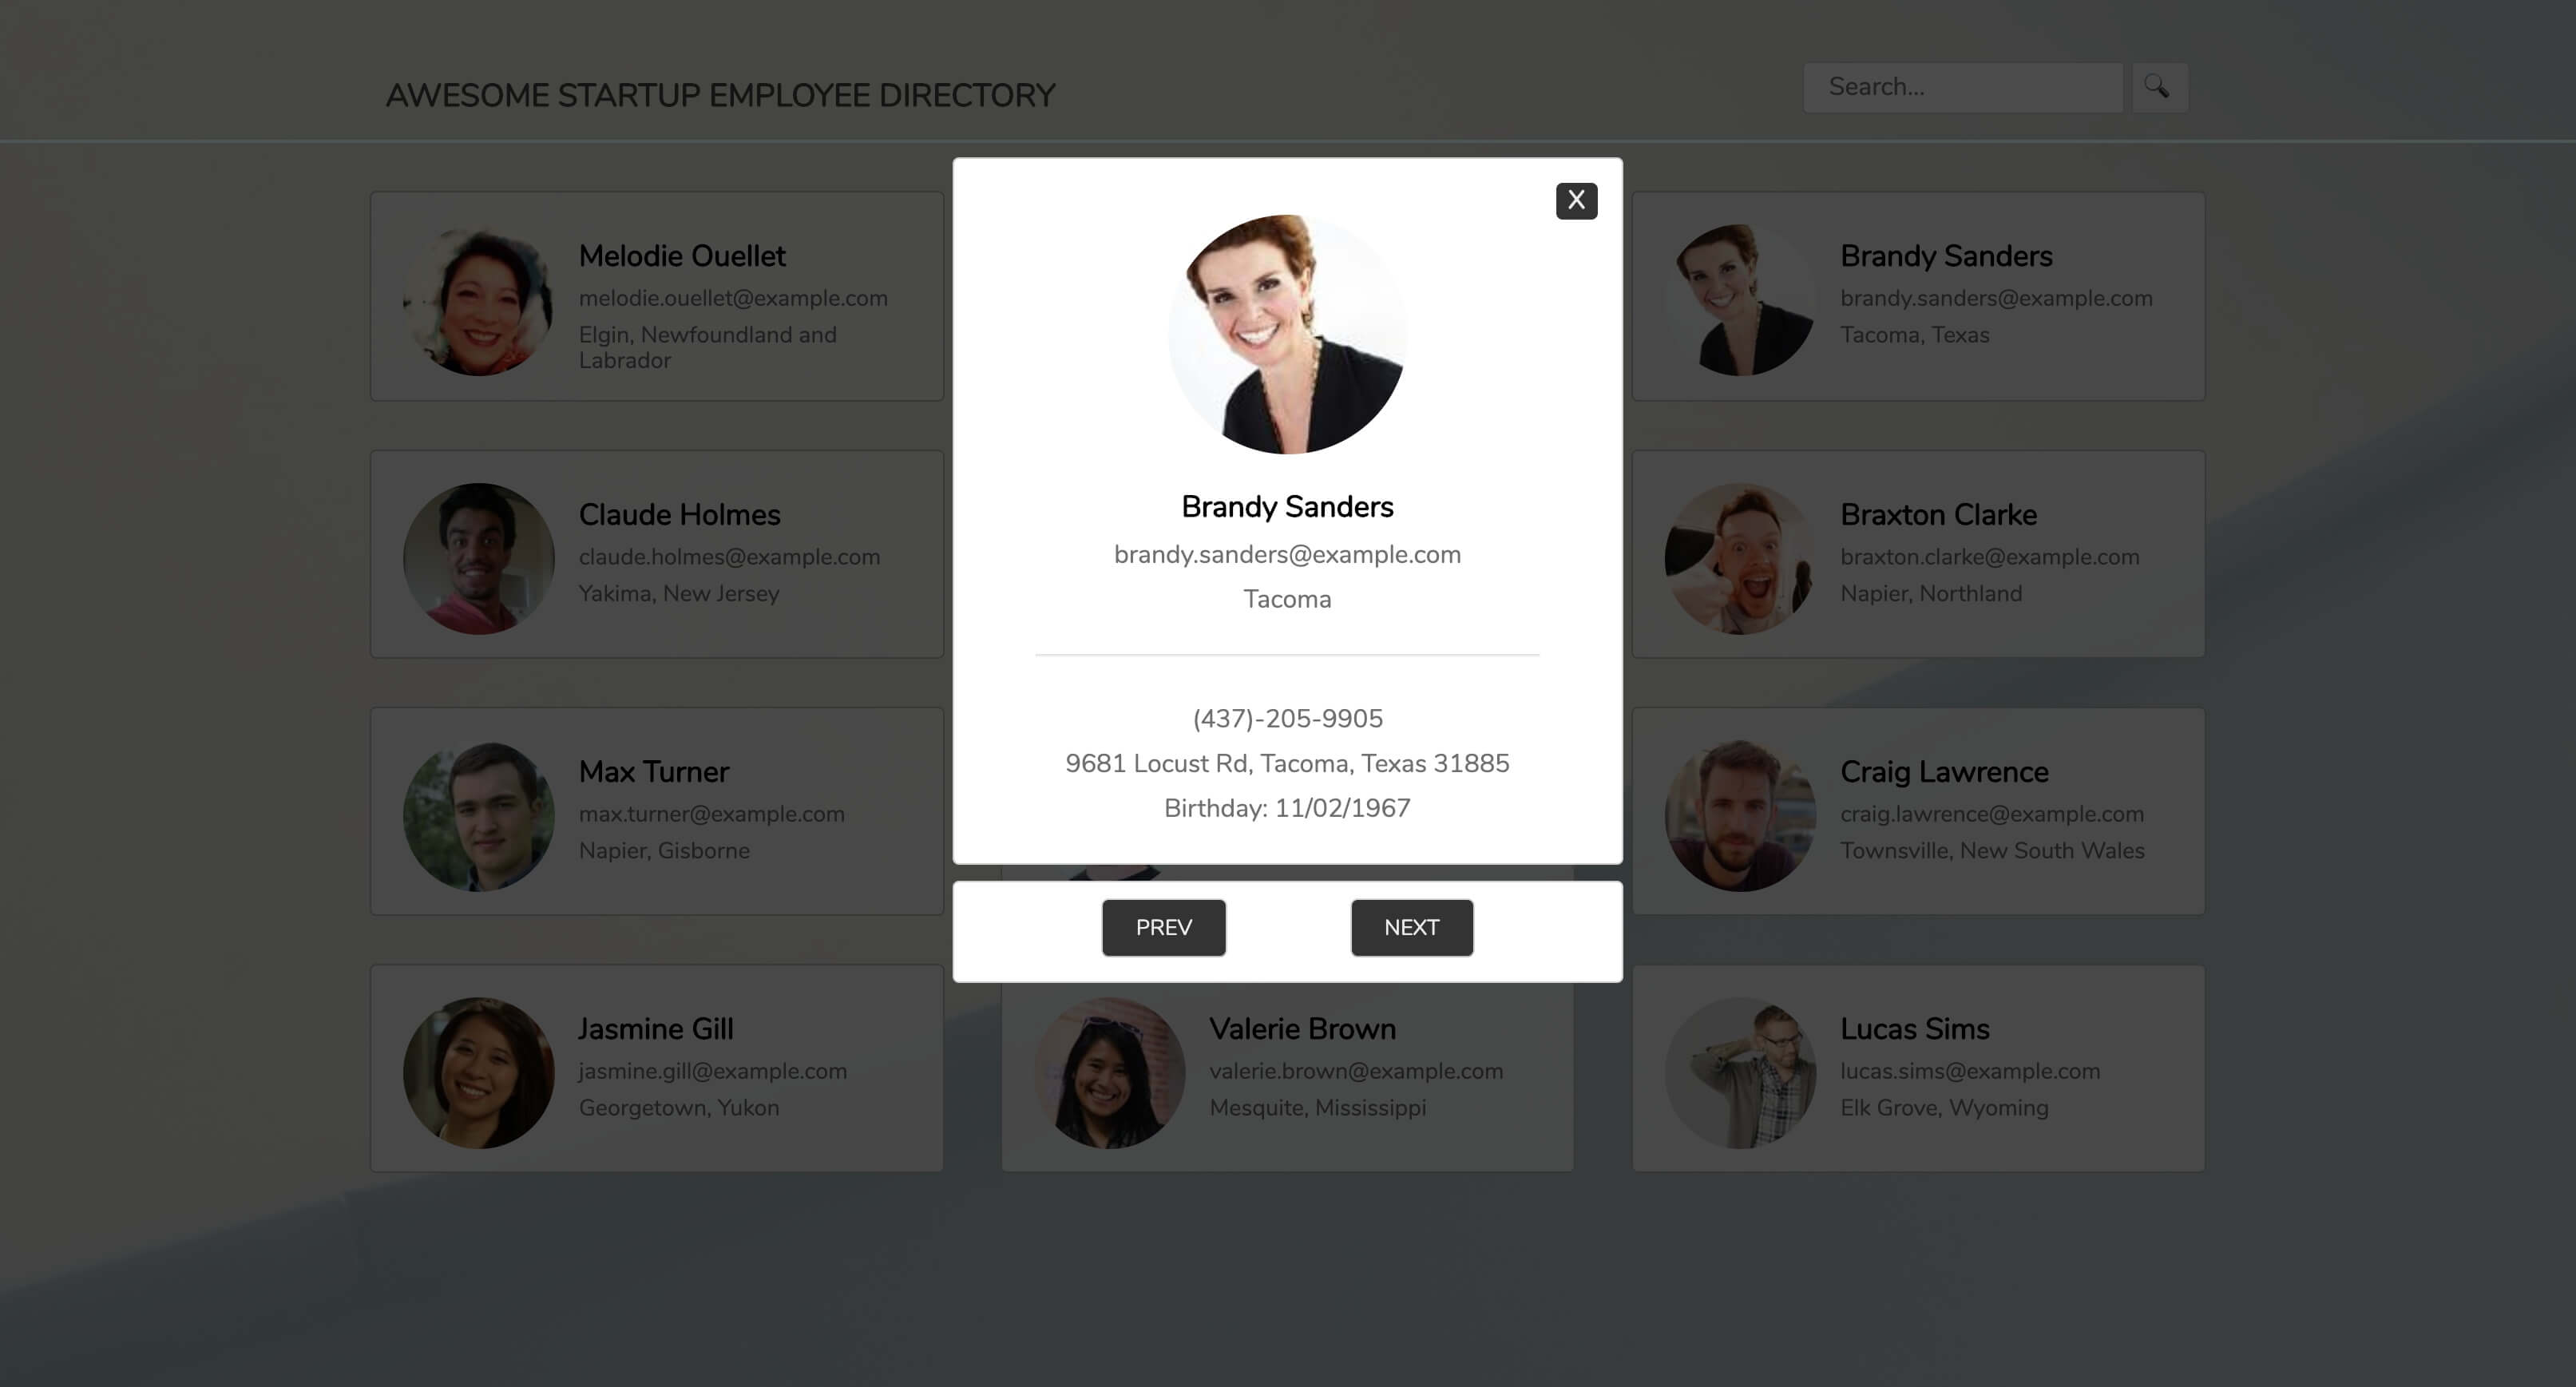 AWESOME STARTUP EMPLOYEE DIRECTORY
Search...
X
Melodie Ouellet
melodie.ouellet@example.com
Elgin, Newfoundland and
Labrador
Brandy Sanders
brandy.sanders@example.com
Tacoma
(437)-205-9905
9681 Locust Rd, Tacoma, Texas 31885
Birthday: 11/02/1967
PREV
NEXT
Brandy Sanders
brandy.sanders@example.com
Tacoma, Texas
Claude Holmes
claude.holmes@example.com
Yakima, New Jersey
Braxton Clarke
braxton.clarke@example.com
Napier, Northland
Max Turner
max.turner@example.com
Napier, Gisborne
Craig Lawrence
craig.lawrence@example.com
Townsville, New South Wales
Jasmine Gill
jasmine.gill@example.com
Georgetown, Yukon
Valerie Brown
valerie.brown@example.com
Mesquite, Mississippi
Lucas Sims
lucas.sims@example.com
Elk Grove, Wyoming